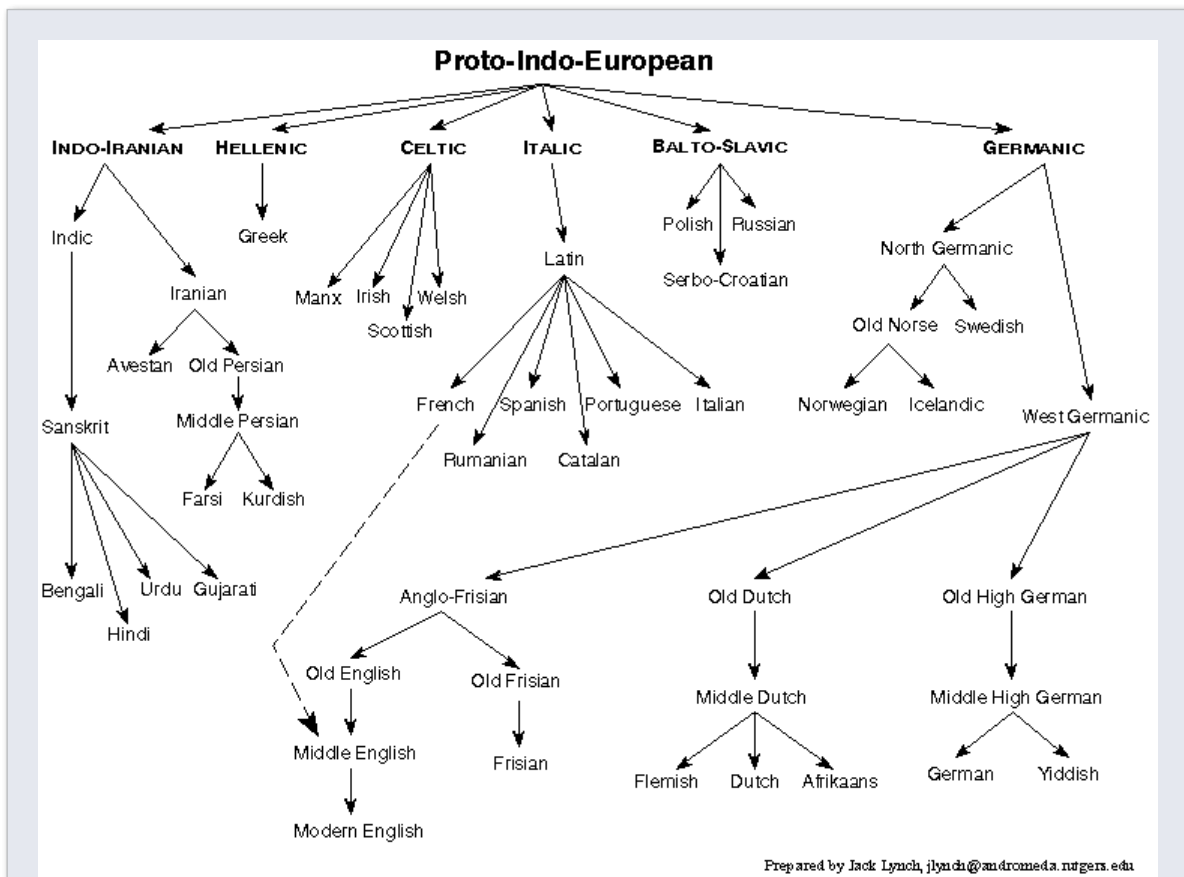 Proto-Indo-European
INDO-IRANIAN HELLENIC CELTIC ITALIC BALTO-SLAVIC GERMANIC
Indic Greek Polish Russian
North Germanic
Latin
Serbo-Croatian
Iranian Manx Irish Welsh
Scottish Old Norse Swedish
Avestan Old Persian
French Spanish Portuguese Italian Norwegian Icelandic
Sanskrit Middle Persian West Germanic
Rumanian Catalan
Farsi Kurdish
Bengali Urdu Gujarati
Anglo-Frisian Old Dutch Old High German
Hindi
Old English Old Frisian
Middle Dutch Middle High German
Middle English Frisian
Flemish Dutch Afrikaans German Yiddish
Modern English
Prepared by Jack Lynch, jlynch@andromeda.rutgers.edu